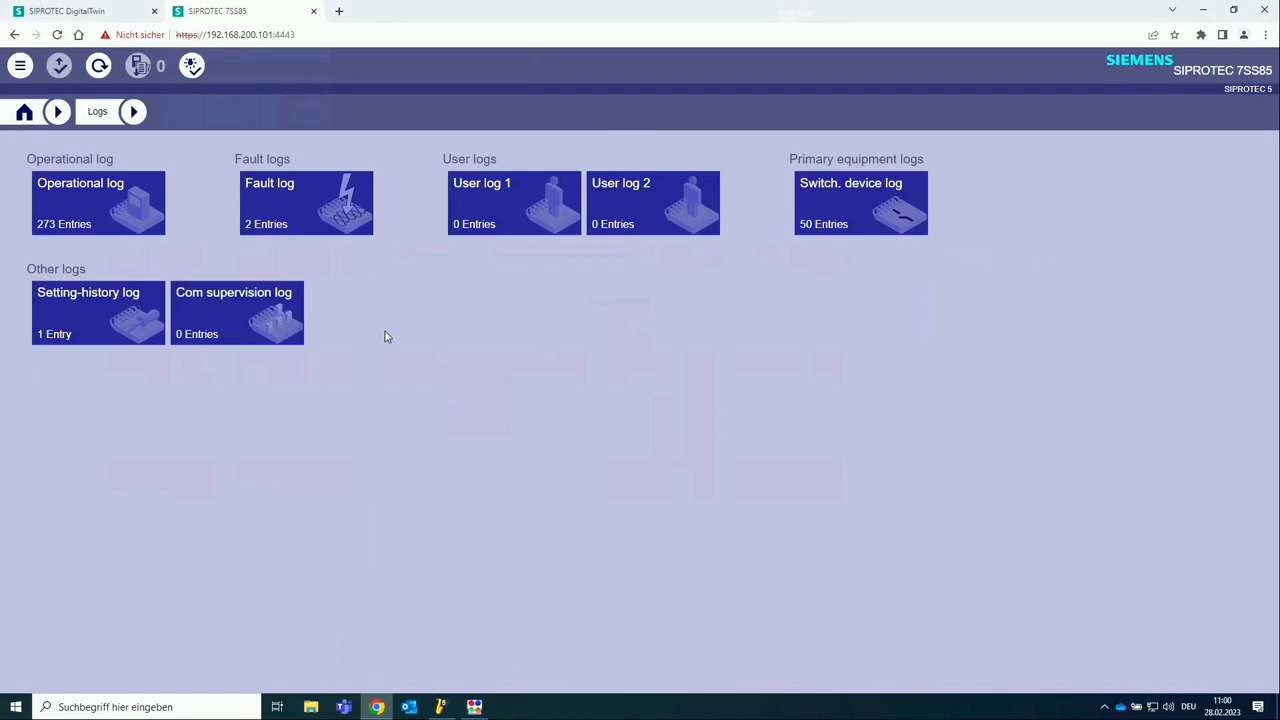 SIPROTEC DigitalTwin
SIPROTEC 7SS85
Nicht sicher
https://192.168.200.101:4443
0
SIEMENS
SIPROTEC 7SS85
SIPROTEC 5
Logs
Operational log
Fault logs
User logs
Primary equipment logs
Operational log
273 Entries
Fault log
2 Entries
User log 1
0 Entries
User log 2
0 Entries
Switch. device log
50 Entries
Other logs
Setting-history log
1 Entry
Com supervision log
0 Entries
Suchbegriff hier eingeben
DEU
11:00
28.02.2023